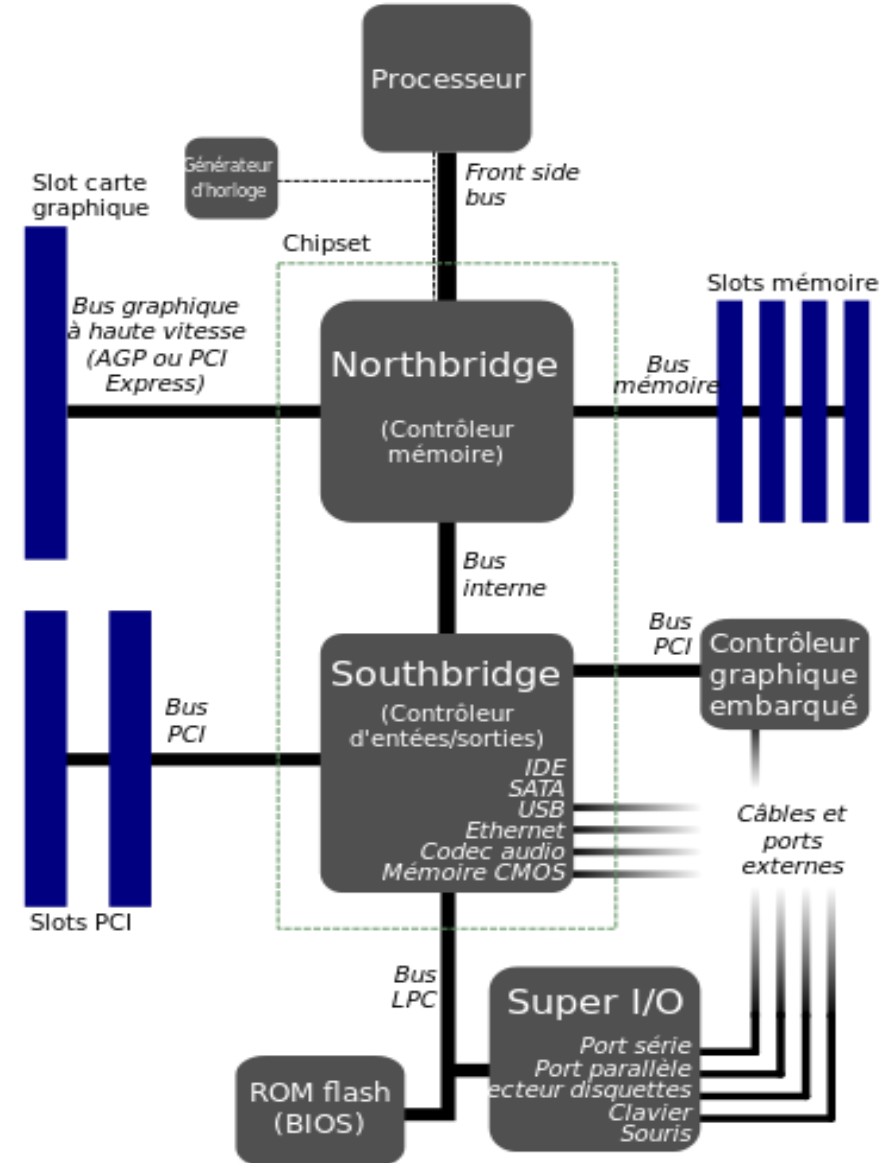 Processeur
Générateur
d'horloge
Front side
bus
Slot carte
graphique
Chipset
Bus graphique
à haute vitesse
(AGP ou PCI
Express)
Northbridge
(Contrôleur
mémoire)
Bus
mémoire
Slots mémoire
Bus
interne
Bus
PCI
Contrôleur
graphique
embarqué
Southbridge
(Contrôleur
d'entées/sorties)
IDE
SATA
USB
Ethernet
Codec audio
Mémoire CMOS
Bus
PCI
Slots PCI
Câbles et
ports
externes
Bus
LPC
Super I/O
Port série
Port parallèle
ecteur disquettes
Clavier
Souris
ROM flash
(BIOS)